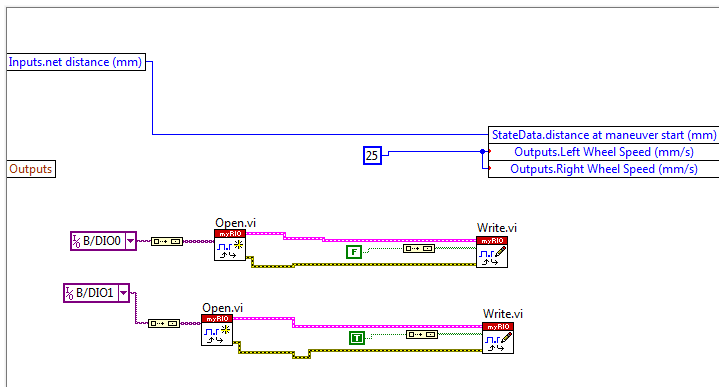 Inputs.net distance (mm)
StateData.distance at maneuver start (mm)
25
Outputs.Left Wheel Speed (mm/s)
Outputs
Outputs.Right Wheel Speed (mm/s)
Open.vi
Write.vi
myRIO
myRIO
I/O B/DIO0
F
I/O B/DIO1
Open.vi
Write.vi
myRIO
myRIO
T